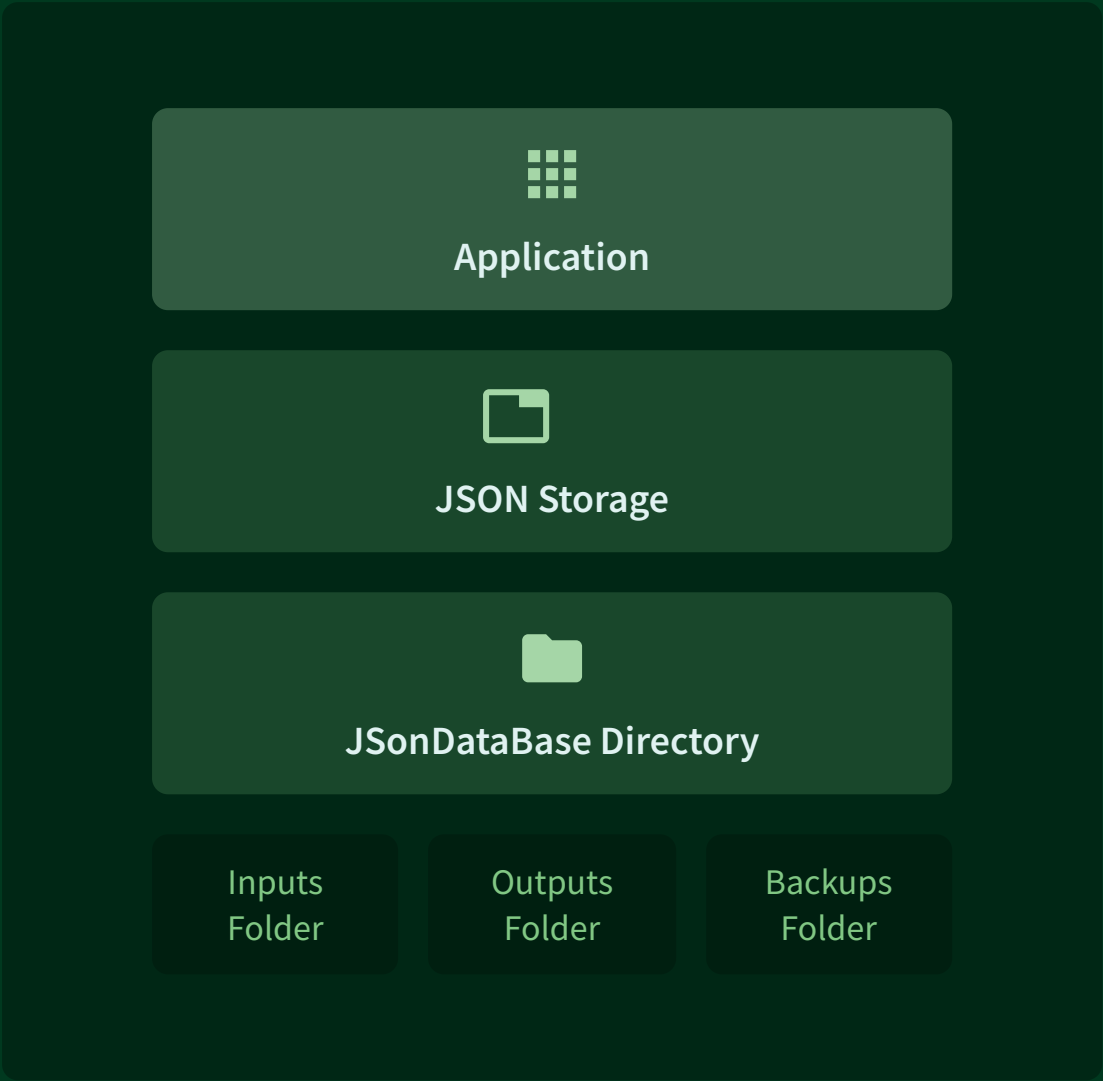 Application
JSON Storage
JSonDataBase Directory
Inputs
Folder
Outputs
Folder
Backups
Folder